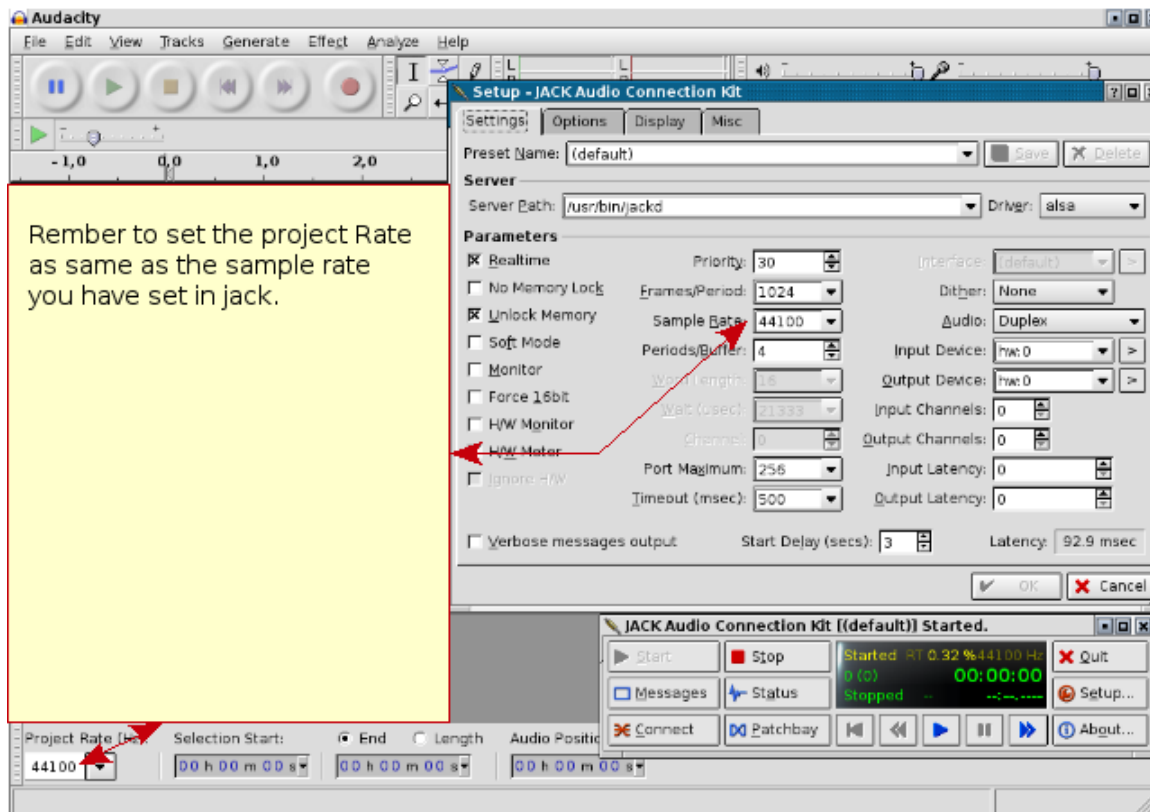 Audacity
File Edit View Tracks Generate Effect Analyze Help
L
L
- 1,0 0,0 1,0 2,0
Setup - JACK Audio Connection Kit
Settings Options Display Misc
Preset Name: (default) Save Delete
Server
Server Path: /usr/bin/jackd Driver: alsa
Parameters
Realtime Priority: 30 Interface: (default) >
No Memory Lock Frames/Period: 1024 Dither: None
Unlock Memory Sample Rate: 44100 Audio: Duplex
Soft Mode Periods/Buffer: 4 Input Device: hw:0 >
Monitor Word Length: 16 Output Device: hw:0 >
Force 16bit Wait (usec): 21333 Input Channels: 0
H/W Monitor Channel: 0 Output Channels: 0
H/W Meter Port Maximum: 256 Input Latency: 0
Ignore H/W Timeout (msec): 500 Output Latency: 0
Verbose messages output Start Delay (secs): 3 Latency: 92.9 msec
OK Cancel
Rember to set the project Rate
as same as the sample rate
you have set in jack.
JACK Audio Connection Kit [(default)] Started.
Start Stop Started RT 0.32 % 44100 Hz Quit
0 (0) 00:00:00
Messages Status Stopped -- --:--.---- Setup...
Connect Patchbay About...
Project Rate (Hz): Selection Start: End Length Audio Positio
44100 00 h 00 m 00 s 00 h 00 m 00 s 00 h 00 m 00 s